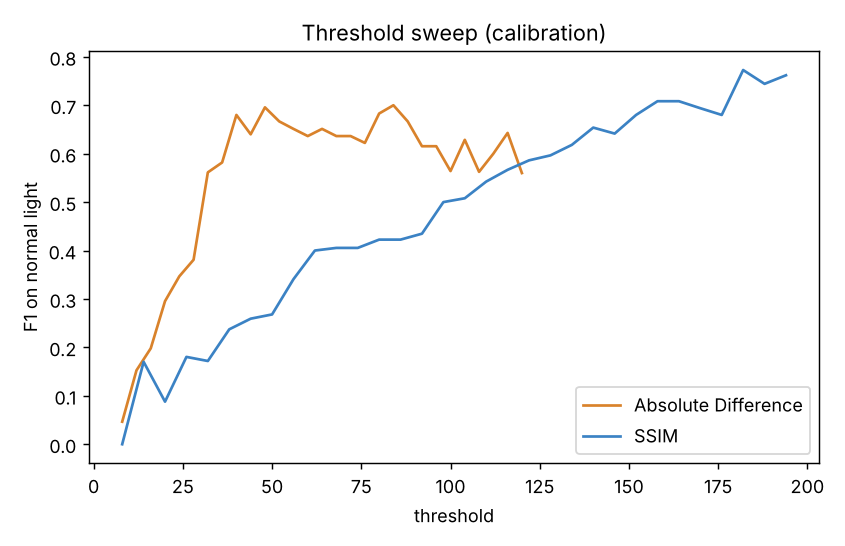 Threshold sweep (calibration)
F1 on normal light
0.8
0.7
0.6
0.5
0.4
0.3
0.2
0.1
0.0
Absolute Difference
SSIM
0 25 50 75 100 125 150 175 200
threshold